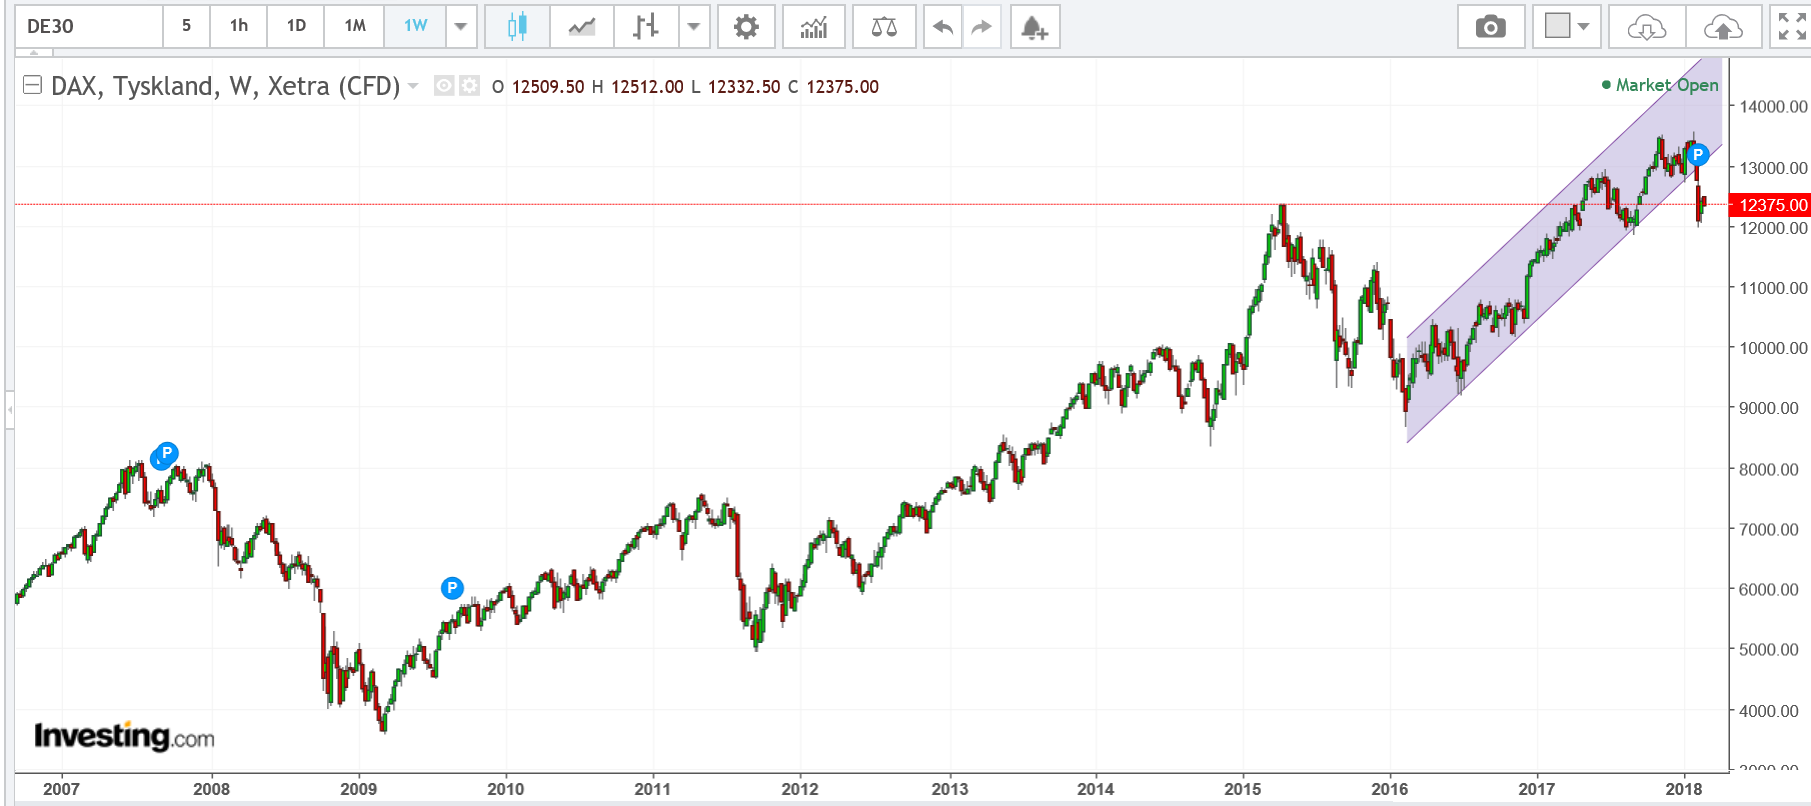 DE30 5 1h 1D 1M 1W
DAX, Tyskland, W, Xetra (CFD) O 12509.50 H 12512.00 L 12332.50 C 12375.00
Market Open
14000.00
P
13000.00
12375.00
12000.00
11000.00
10000.00
9000.00
P
8000.00
7000.00
P
6000.00
5000.00
4000.00
Investing.com
3000.00
2007 2008 2009 2010 2011 2012 2013 2014 2015 2016 2017 2018